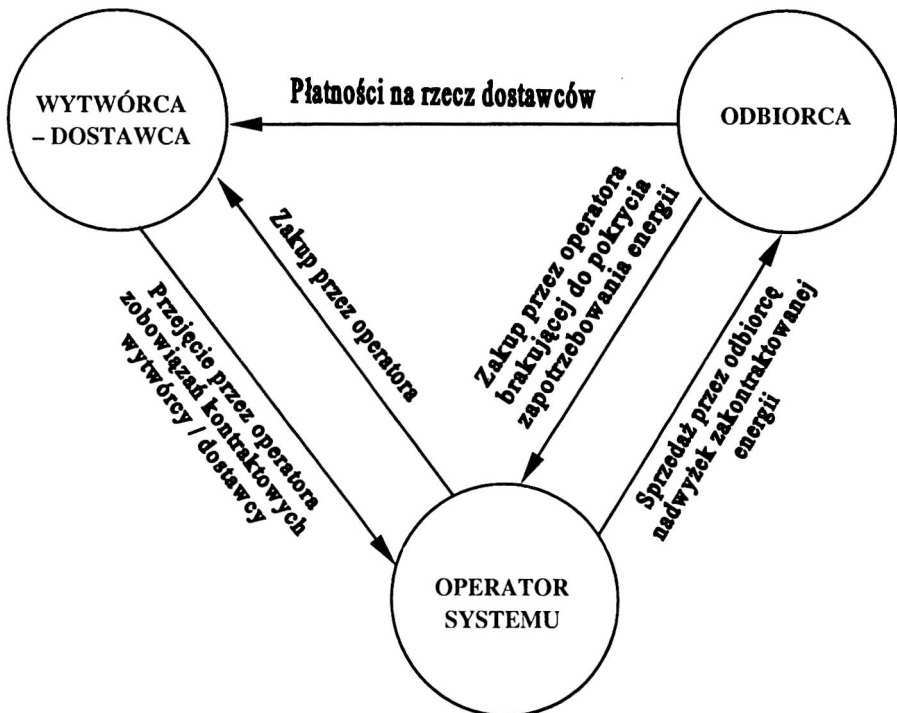 WYTWÓRCA
– DOSTAWCA
Płatności na rzecz dostawców
ODBIORCA
Zakup przez operatora
Zakup przez operatora
brakującej do pokrycia
zapotrzebowania energii
Przejęcie przez operatora
zobowiązań kontraktowych
wytwórcy / dostawcy
Sprzedaż przez odbiorcę
nadwyżek zakontraktowanej
energii
OPERATOR
SYSTEMU